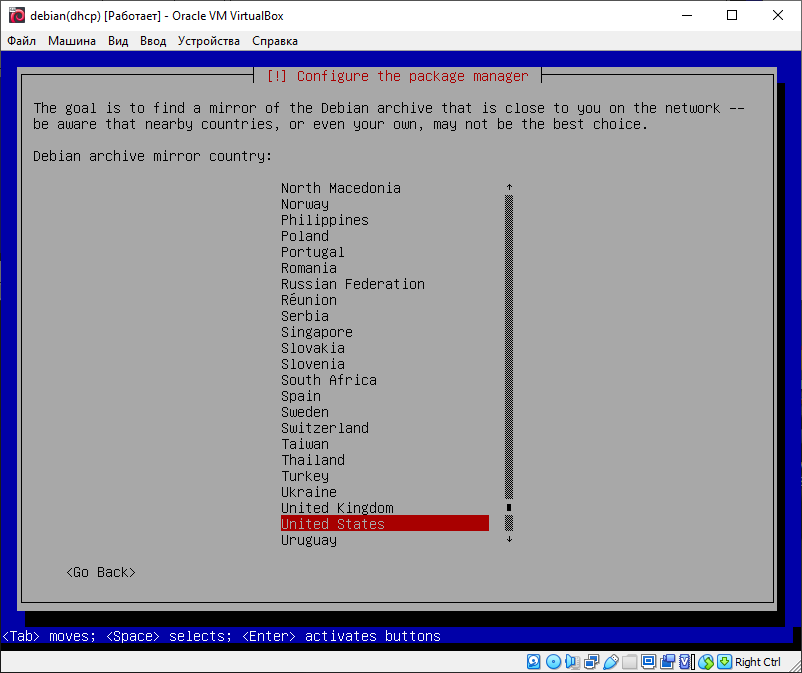 debian(dhcp) [Работает] - Oracle VM VirtualBox
Файл Машина Вид Ввод Устройства Справка
[!] Configure the package manager
The goal is to find a mirror of the Debian archive that is close to you on the network --
be aware that nearby countries, or even your own, may not be the best choice.
Debian archive mirror country:
North Macedonia
Norway
Philippines
Poland
Portugal
Romania
Russian Federation
Réunion
Serbia
Singapore
Slovakia
Slovenia
South Africa
Spain
Sweden
Switzerland
Taiwan
Thailand
Turkey
Ukraine
United Kingdom
United States
Uruguay
<Go Back>
<Tab> moves; <Space> selects; <Enter> activates buttons
Right Ctrl